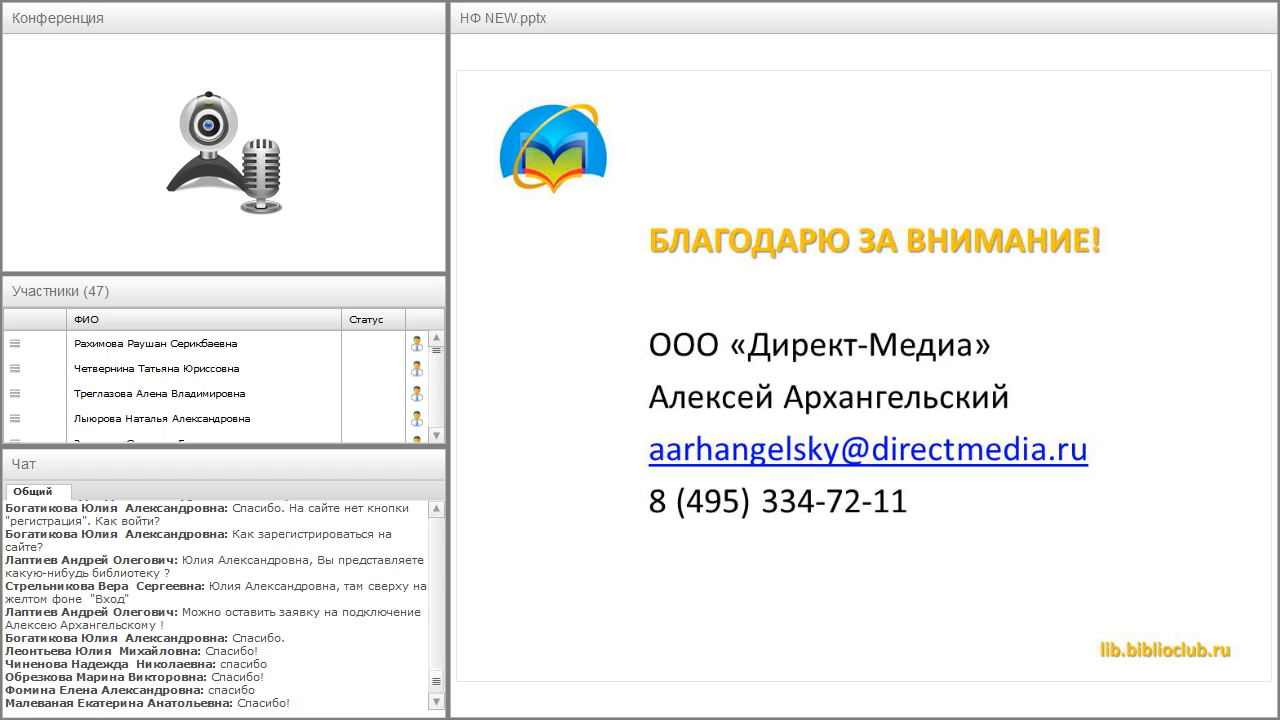 Конференция
Участники (47)
ФИО
Статус
Рахимова Раушан Серикбаевна
Четвернина Татьяна Юриссовна
Треглазова Алена Владимировна
Лыюрова Наталья Александровна
Чат
Общий
Богатикова Юлия Александровна: Спасибо. На сайте нет кнопки
"регистрация". Как войти?
Богатикова Юлия Александровна: Как зарегистрироваться на
сайте?
Лаптиев Андрей Олегович: Юлия Александровна, Вы представляете
какую-нибудь библиотеку ?
Стрельникова Вера Сергеевна: Юлия Александровна, там сверху на
желтом фоне "Вход"
Лаптиев Андрей Олегович: Можно оставить заявку на подключение
Алексею Архангельскому !
Богатикова Юлия Александровна: Спасибо.
Леонтьева Юлия Михайловна: Спасибо!
Чиненова Надежда Николаевна: спасибо
Обрезкова Марина Викторовна: Спасибо!
Фомина Елена Александровна: спасибо
Малеваная Екатерина Анатольевна: Спасибо!
НФ NEW.pptx
БЛАГОДАРЮ ЗА ВНИМАНИЕ!
ООО «Директ-Медиа»
Алексей Архангельский
aarhangelsky@directmedia.ru
8 (495) 334-72-11
lib.biblioclub.ru